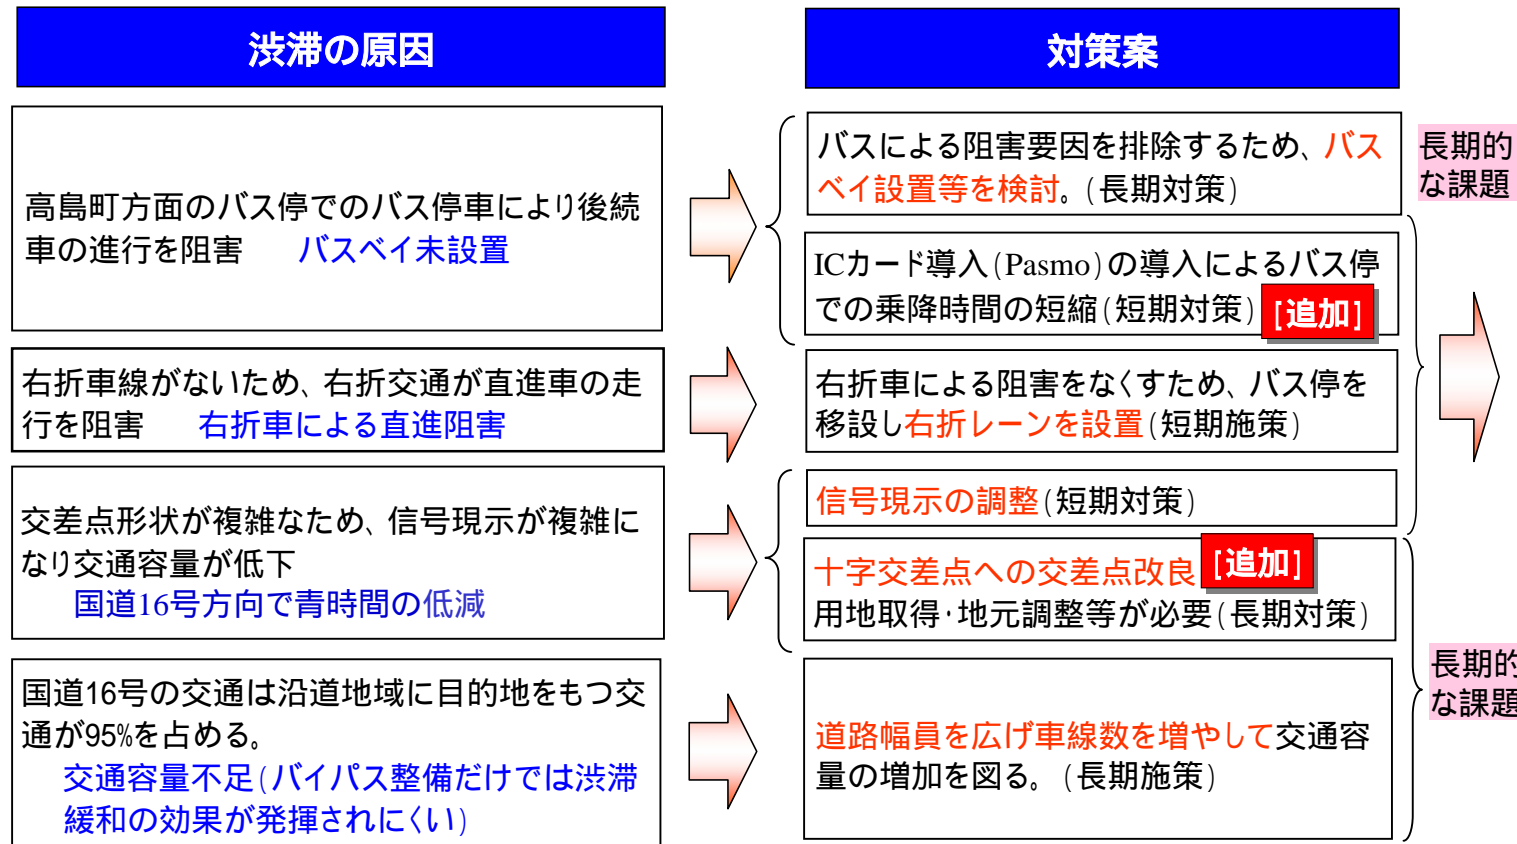 渋滞の原因
高島町方面のバス停でのバス停車により後続
車の進行を阻害 バスベイ未設置
右折車線がないため、右折交通が直進車の走
行を阻害 右折車による直進阻害
交差点形状が複雑なため、信号現示が複雑に
なり交通容量が低下
国道16号方向で青時間の低減
国道16号の交通は沿道地域に目的地をもつ交
通が95%を占める。
交通容量不足(バイパス整備だけでは渋滞
緩和の効果が発揮されにくい)
対策案
バスによる阻害要因を排除するため、バス
ベイ設置等を検討。(長期対策)
ICカード導入(Pasmo)の導入によるバス停
での乗降時間の短縮(短期対策) [追加]
右折車による阻害をなくすため、バス停を
移設し右折レーンを設置(短期施策)
信号現示の調整(短期対策)
十字交差点への交差点改良 [追加]
用地取得・地元調整等が必要(長期対策)
道路幅員を広げ車線数を増やして交通容
量の増加を図る。(長期施策)
長期的
な課題
長期的
な課題